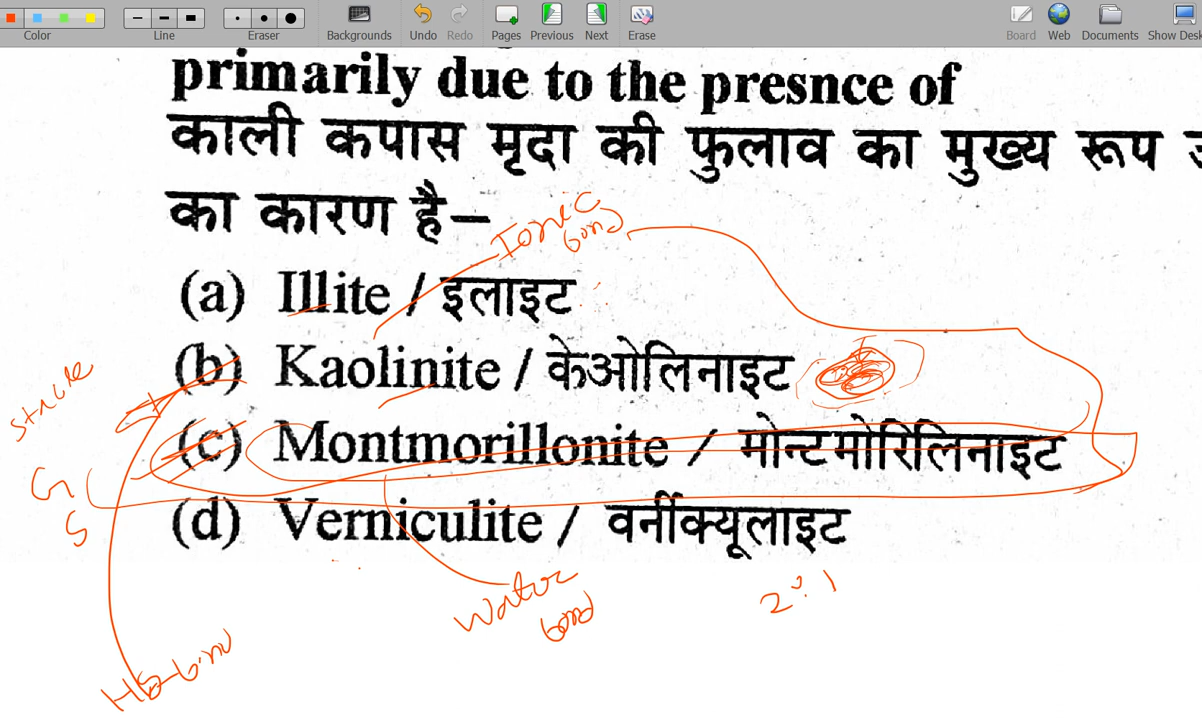 Color Line Eraser Backgrounds Undo Redo Pages Previous Next Erase Board Web Documents Show Desk
primarily due to the presnce of
काली कपास मृदा की फुलाव का मुख्य रूप
का कारण है–
Ionic
bond
(a) Illite / इलाइट
(b) Kaolinite / केओलिनाइट
stable
(c) Montmorillonite / मोन्टमोरिलिनाइट
G
S
(d) Verniculite / वर्नीक्यूलाइट
water
bond
2:1